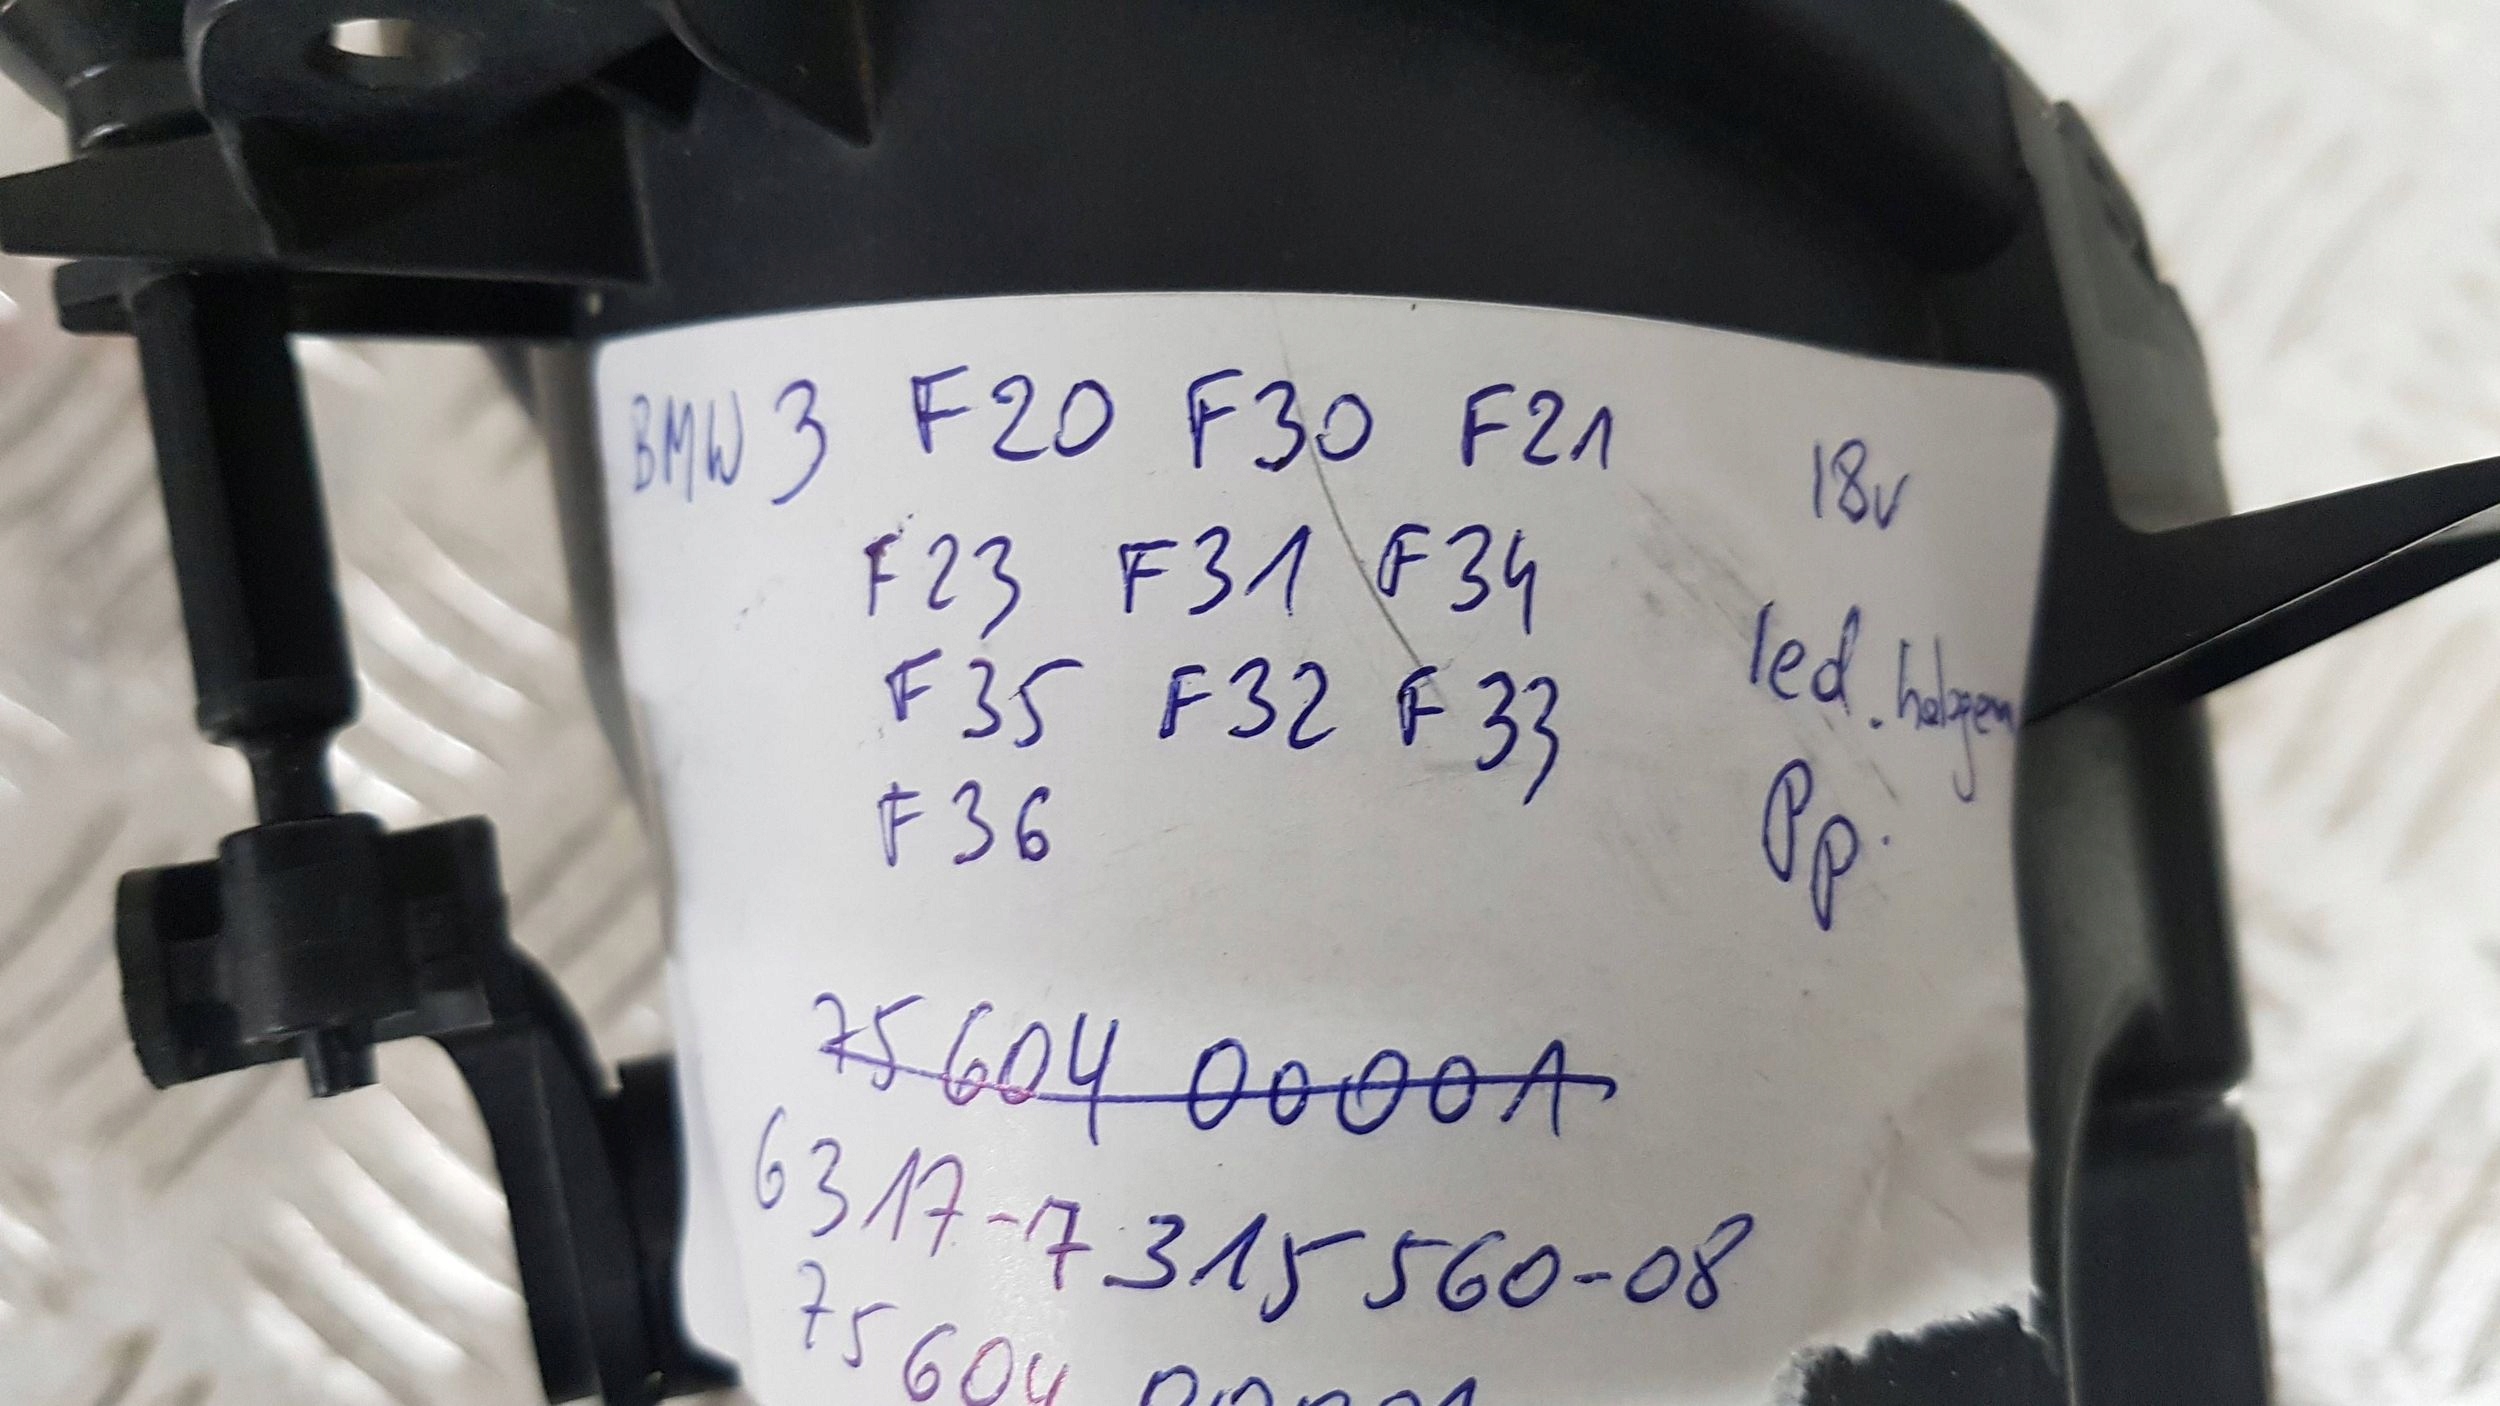 BMW 3 F20 F30 F21
18v
F23 F31 F34
led. halogen
F35 F32 F33
Pp.
F36
75604 0000A
6317-7315560-08
75604